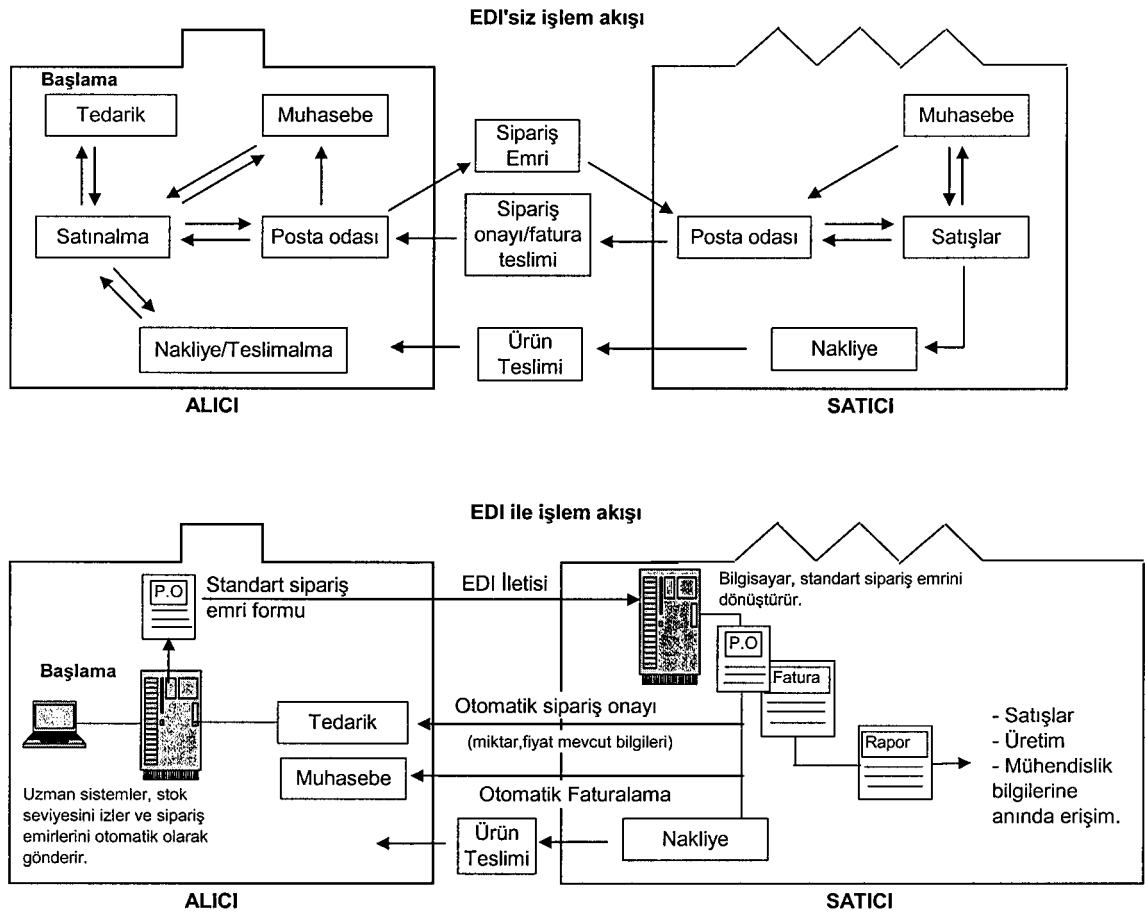 EDI'siz işlem akışı
Başlama
Tedarik
Muhasebe
Satınalma
Posta odası
Nakliye/Teslimalma
Sipariş
Emri
Sipariş
onayı/fatura
teslimi
Ürün
Teslimi
Muhasebe
Posta odası
Satışlar
Nakliye
ALICI
SATICI
EDI ile işlem akışı
P.O
Standart sipariş
emri formu
EDI İletisi
Bilgisayar, standart sipariş emrini
dönüştürür.
P.O
Fatura
Başlama
Tedarik
Otomatik sipariş onayı
(miktar,fiyat mevcut bilgileri)
Muhasebe
Otomatik Faturalama
Rapor
- Satışlar
- Üretim
- Mühendislik
bilgilerine
anında erişim.
Uzman sistemler, stok
seviyesini izler ve sipariş
emirlerini otomatik olarak
gönderir.
Ürün
Teslimi
Nakliye
ALICI
SATICI